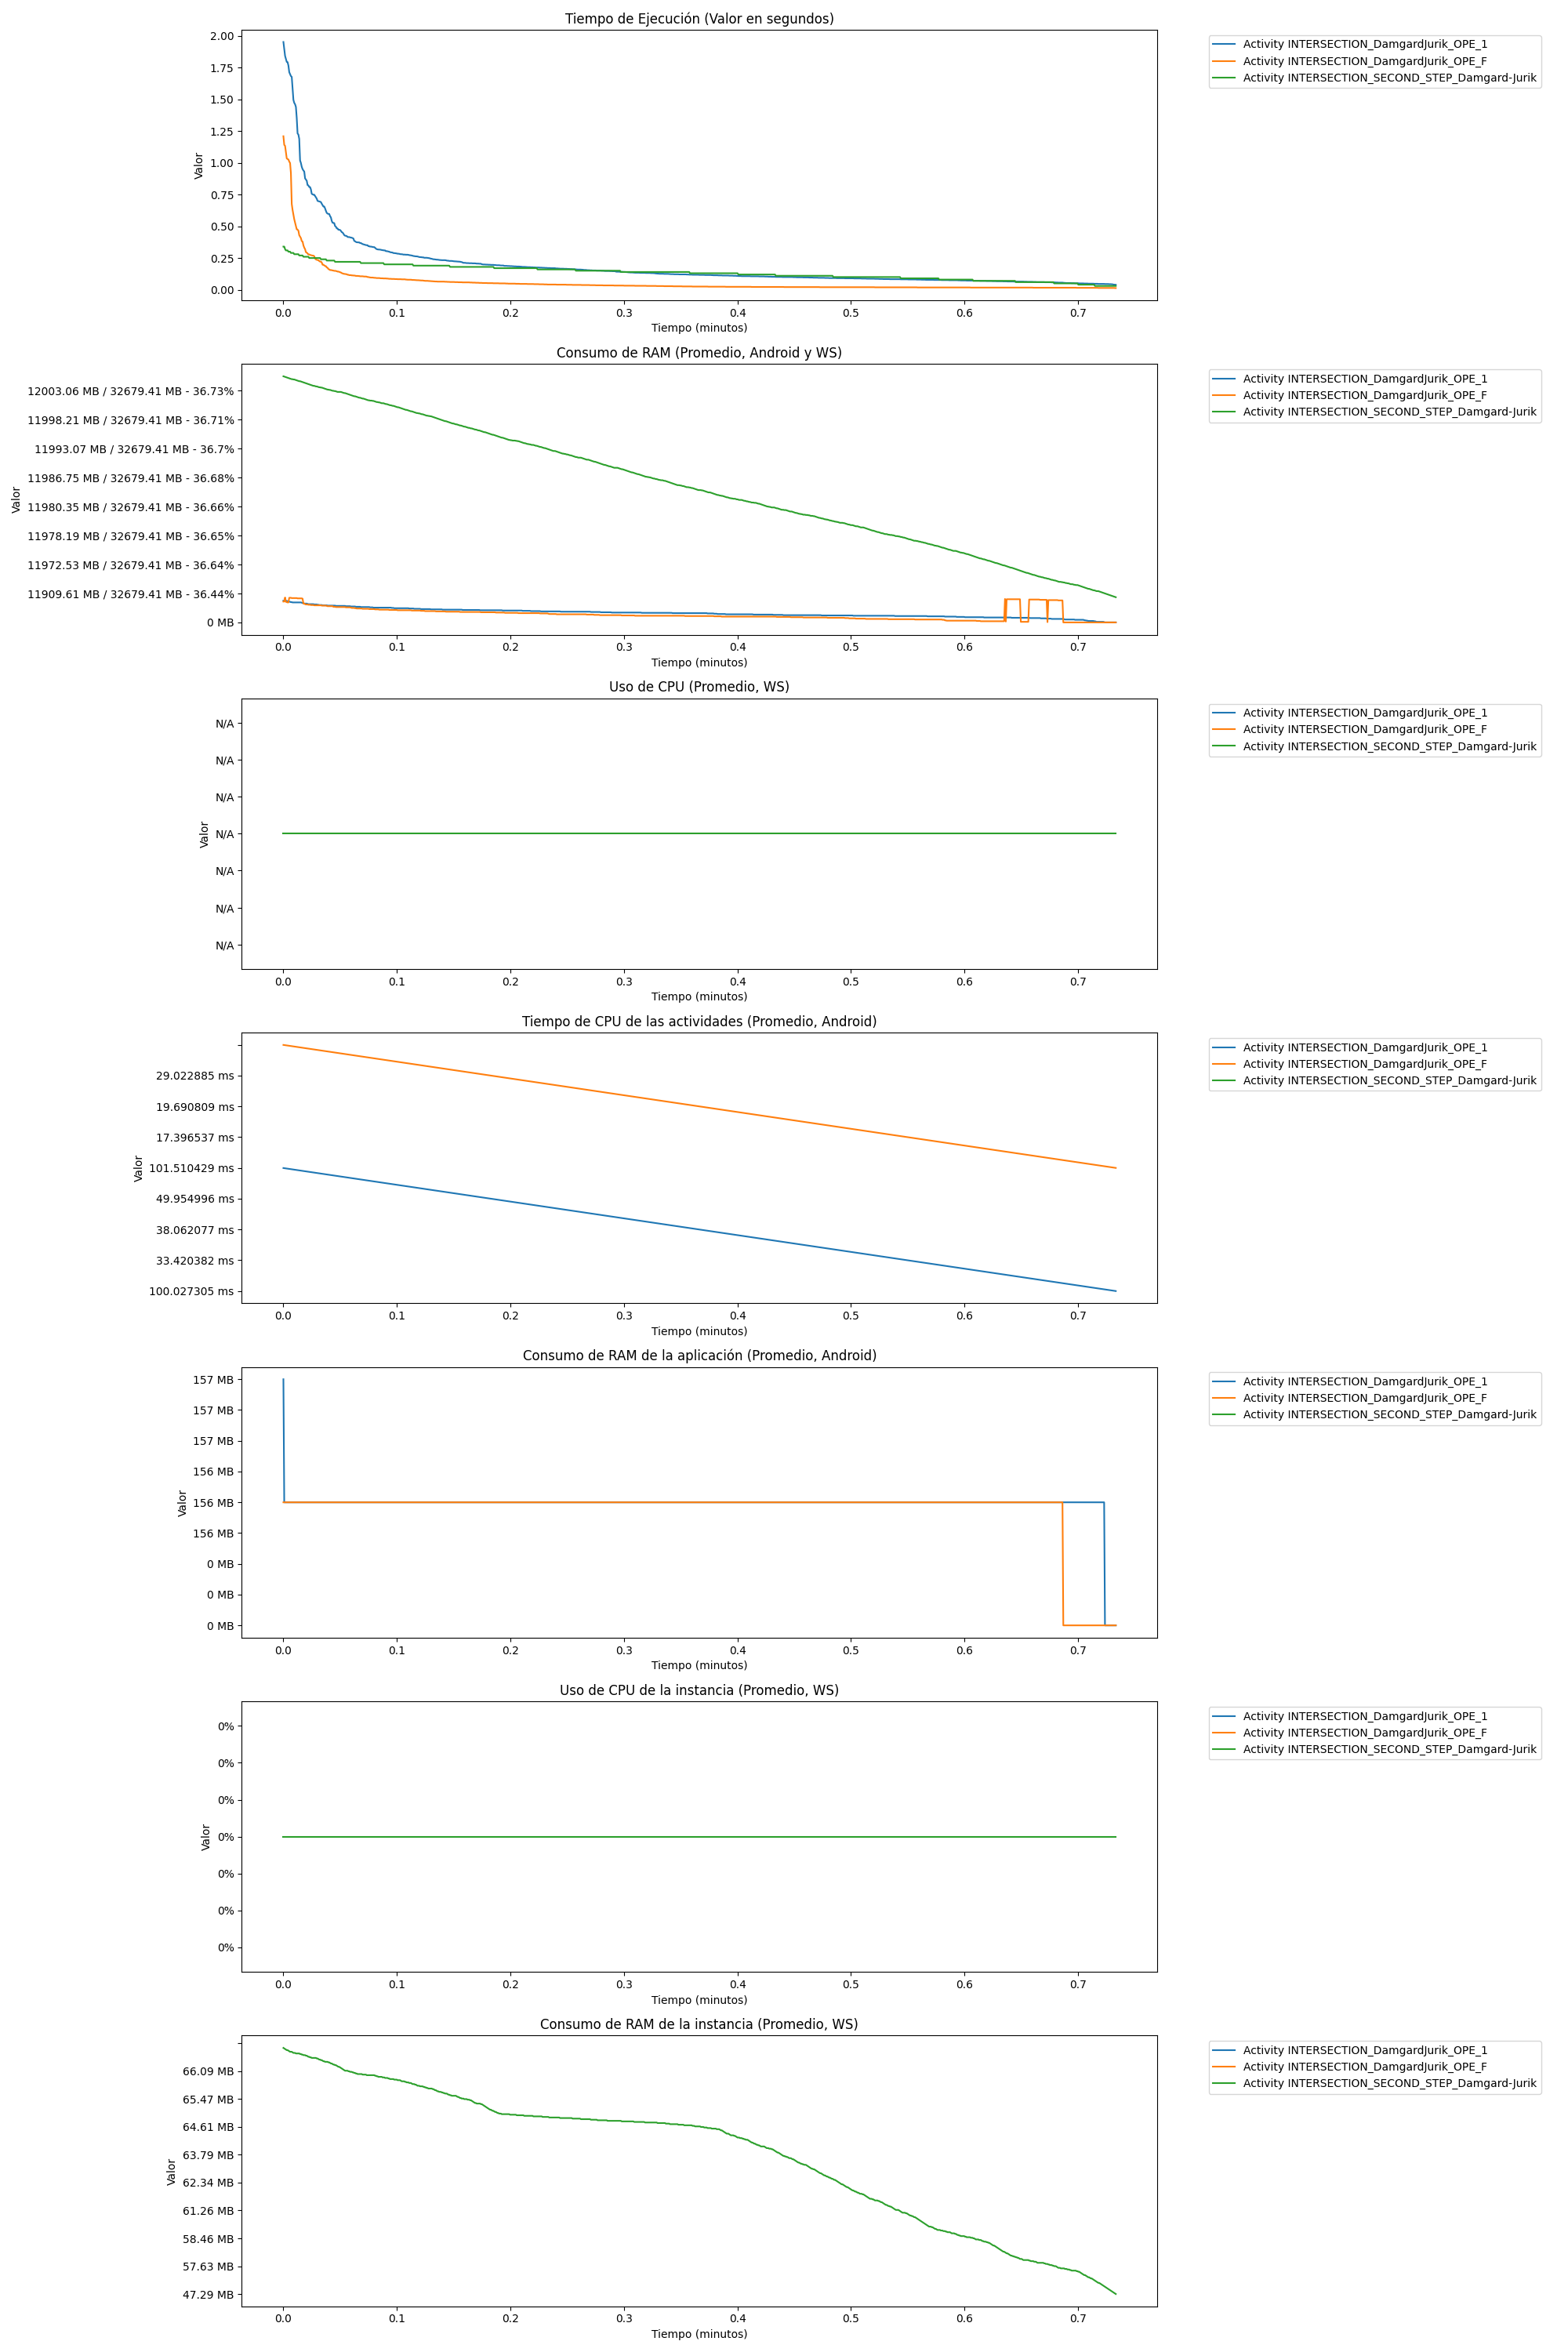 Tiempo de Ejecución (Valor en segundos)
2.00
1.75
1.50
1.25
1.00
0.75
0.50
0.25
0.00
Valor
0.0 0.1 0.2 0.3 0.4 0.5 0.6 0.7
Tiempo (minutos)
Activity INTERSECTION_DamgardJurik_OPE_1
Activity INTERSECTION_DamgardJurik_OPE_F
Activity INTERSECTION_SECOND_STEP_Damgard-Jurik
Consumo de RAM (Promedio, Android y WS)
12003.06 MB / 32679.41 MB - 36.73%
11998.21 MB / 32679.41 MB - 36.71%
11993.07 MB / 32679.41 MB - 36.7%
11986.75 MB / 32679.41 MB - 36.68%
11980.35 MB / 32679.41 MB - 36.66%
11978.19 MB / 32679.41 MB - 36.65%
11972.53 MB / 32679.41 MB - 36.64%
11909.61 MB / 32679.41 MB - 36.44%
0 MB
Valor
0.0 0.1 0.2 0.3 0.4 0.5 0.6 0.7
Tiempo (minutos)
Activity INTERSECTION_DamgardJurik_OPE_1
Activity INTERSECTION_DamgardJurik_OPE_F
Activity INTERSECTION_SECOND_STEP_Damgard-Jurik
Uso de CPU (Promedio, WS)
N/A
N/A
N/A
N/A
N/A
N/A
N/A
Valor
0.0 0.1 0.2 0.3 0.4 0.5 0.6 0.7
Tiempo (minutos)
Activity INTERSECTION_DamgardJurik_OPE_1
Activity INTERSECTION_DamgardJurik_OPE_F
Activity INTERSECTION_SECOND_STEP_Damgard-Jurik
Tiempo de CPU de las actividades (Promedio, Android)
29.022885 ms
19.690809 ms
17.396537 ms
101.510429 ms
49.954996 ms
38.062077 ms
33.420382 ms
100.027305 ms
Valor
0.0 0.1 0.2 0.3 0.4 0.5 0.6 0.7
Tiempo (minutos)
Activity INTERSECTION_DamgardJurik_OPE_1
Activity INTERSECTION_DamgardJurik_OPE_F
Activity INTERSECTION_SECOND_STEP_Damgard-Jurik
Consumo de RAM de la aplicación (Promedio, Android)
157 MB
157 MB
157 MB
156 MB
156 MB
156 MB
0 MB
0 MB
0 MB
Valor
0.0 0.1 0.2 0.3 0.4 0.5 0.6 0.7
Tiempo (minutos)
Activity INTERSECTION_DamgardJurik_OPE_1
Activity INTERSECTION_DamgardJurik_OPE_F
Activity INTERSECTION_SECOND_STEP_Damgard-Jurik
Uso de CPU de la instancia (Promedio, WS)
0%
0%
0%
0%
0%
0%
0%
Valor
0.0 0.1 0.2 0.3 0.4 0.5 0.6 0.7
Tiempo (minutos)
Activity INTERSECTION_DamgardJurik_OPE_1
Activity INTERSECTION_DamgardJurik_OPE_F
Activity INTERSECTION_SECOND_STEP_Damgard-Jurik
Consumo de RAM de la instancia (Promedio, WS)
66.09 MB
65.47 MB
64.61 MB
63.79 MB
62.34 MB
61.26 MB
58.46 MB
57.63 MB
47.29 MB
Valor
0.0 0.1 0.2 0.3 0.4 0.5 0.6 0.7
Tiempo (minutos)
Activity INTERSECTION_DamgardJurik_OPE_1
Activity INTERSECTION_DamgardJurik_OPE_F
Activity INTERSECTION_SECOND_STEP_Damgard-Jurik